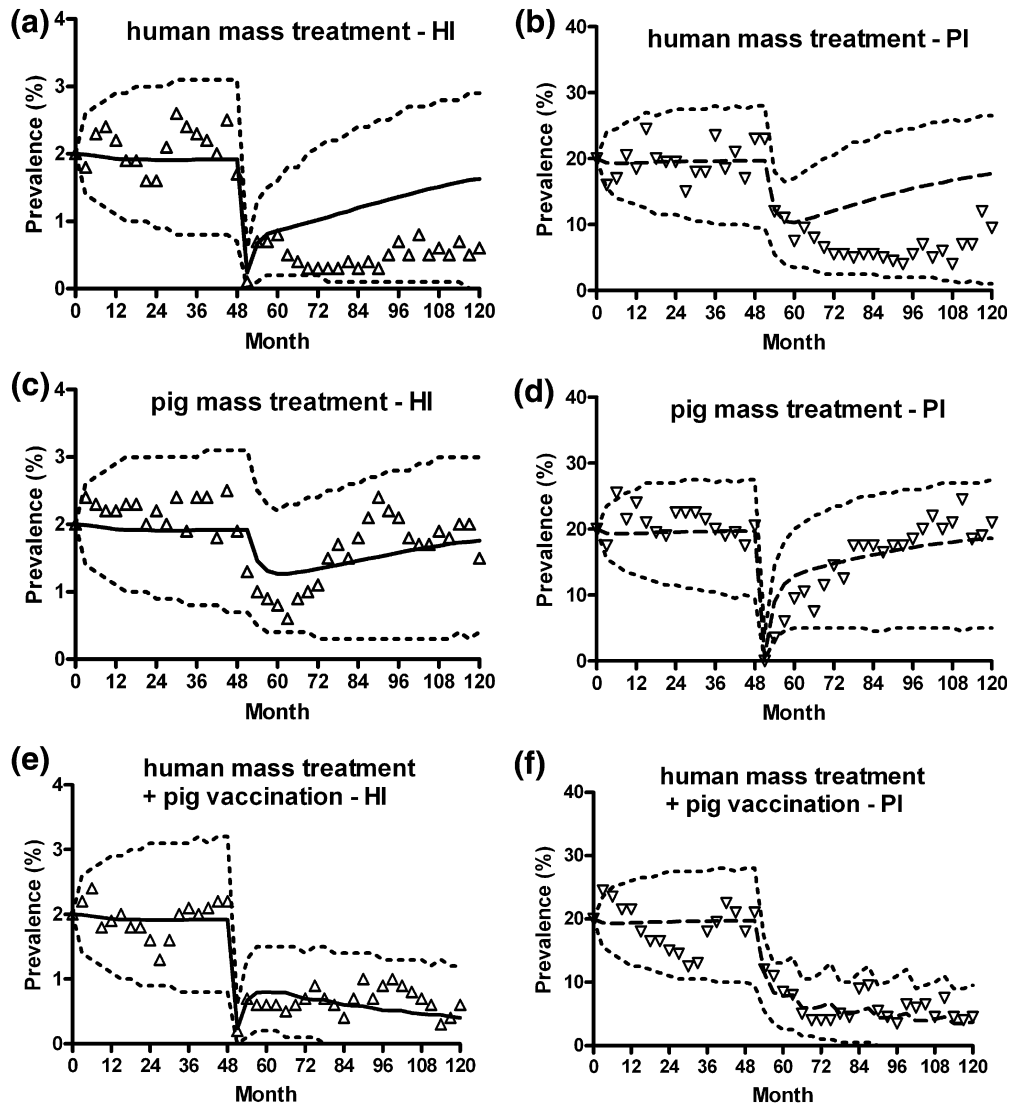 (a)
human mass treatment - HI
Prevalence (%)
4
3
2
1
0
0 12 24 36 48 60 72 84 96 108 120
Month
(b)
human mass treatment - PI
Prevalence (%)
40
30
20
10
0
0 12 24 36 48 60 72 84 96 108 120
Month
(c)
pig mass treatment - HI
Prevalence (%)
4
3
2
1
0
0 12 24 36 48 60 72 84 96 108 120
Month
(d)
pig mass treatment - PI
Prevalence (%)
40
30
20
10
0
0 12 24 36 48 60 72 84 96 108 120
Month
(e)
human mass treatment
+ pig vaccination - HI
Prevalence (%)
4
3
2
1
0
0 12 24 36 48 60 72 84 96 108 120
Month
(f)
human mass treatment
+ pig vaccination - PI
Prevalence (%)
40
30
20
10
0
0 12 24 36 48 60 72 84 96 108 120
Month